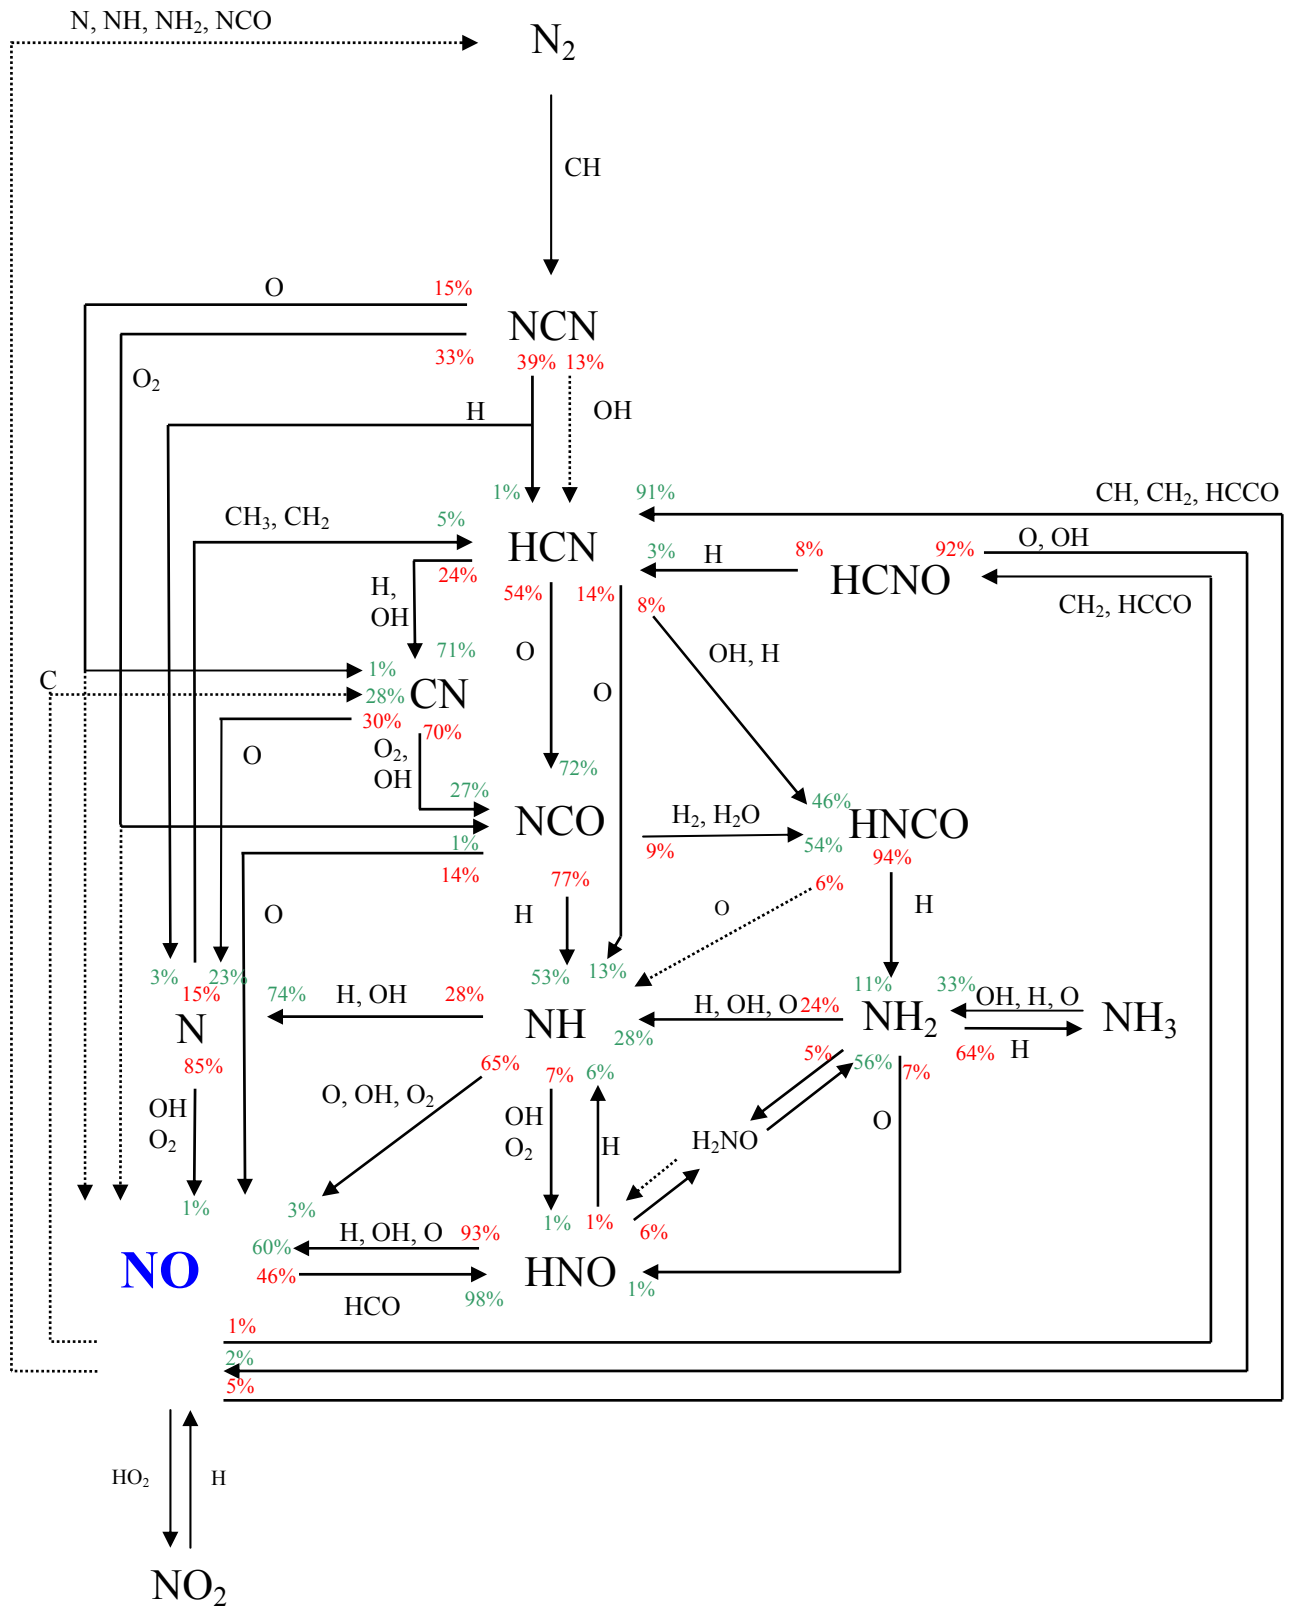 N, NH, NH₂, NCO
N₂
CH
O
15%
NCN
33%
39%
13%
O₂
H
OH
1%
91%
CH, CH₂, HCCO
CH₃, CH₂
5%
HCN
3%
H
8%
92%
O, OH
HCNO
24%
54%
14%
8%
CH₂, HCCO
H,
OH
71%
O
OH, H
C
1%
28%
CN
O
30%
70%
O
O₂,
OH
72%
27%
NCO
H₂, H₂O
46%
HNCO
1%
9%
54%
94%
14%
77%
6%
O
H
O
H
3%
23%
15%
74%
H, OH
28%
53%
13%
11%
33%
OH, H, O
N
NH
H, OH, O
24%
NH₂
NH₃
28%
64%
H
85%
65%
7%
6%
5%
56%
7%
OH
O₂
O, OH, O₂
OH
O₂
H
H₂NO
O
1%
3%
1%
1%
6%
60%
H, OH, O
93%
NO
46%
HNO
1%
HCO
98%
1%
2%
5%
HO₂
H
NO₂